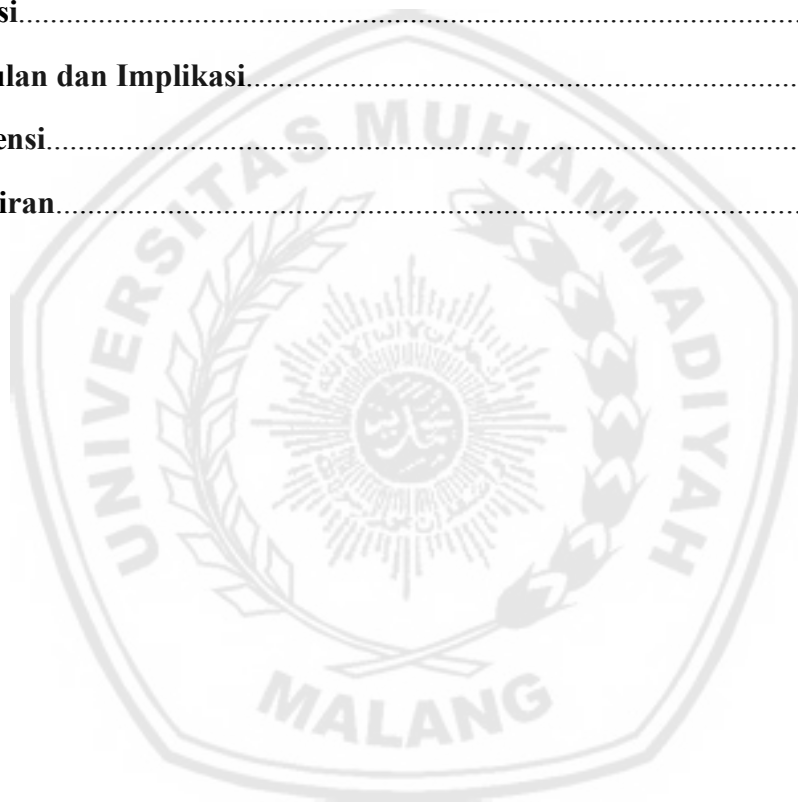 si...............................................................................................
ulan dan Implikasi...............................................................................
ensi.............................................................................................
iran.............................................................................................
UNIVERSITAS MUHAMMADIYAH
MALANG